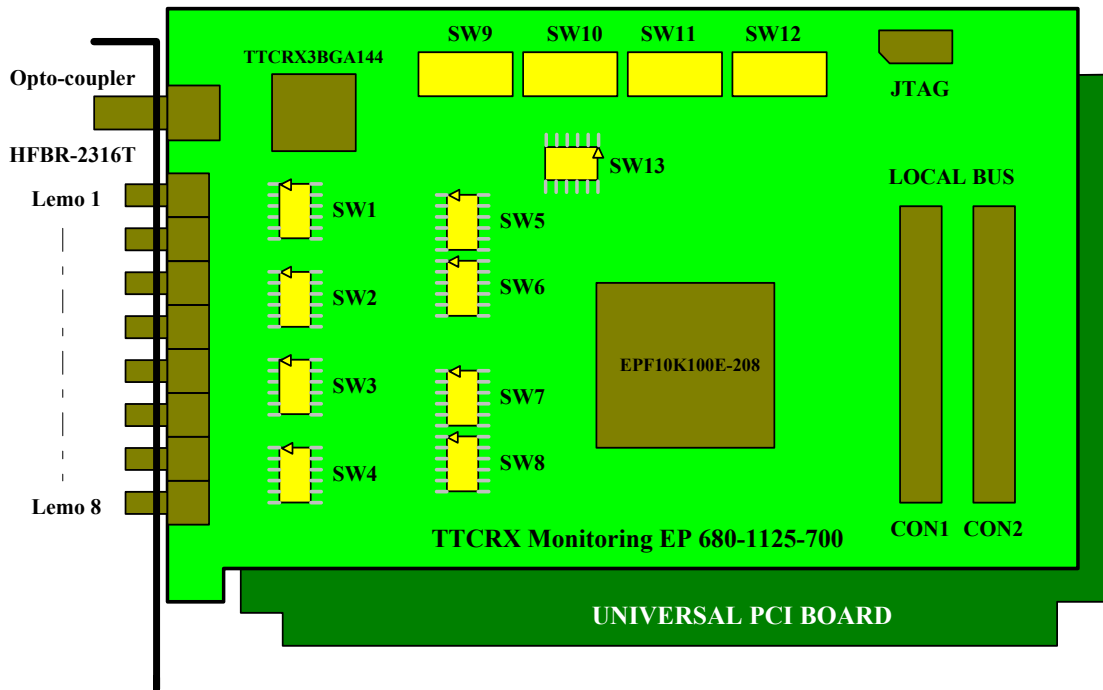 SW9 SW10 SW11 SW12
TTCRX3BGA144
Opto-coupler
JTAG
HFBR-2316T
SW13
LOCAL BUS
Lemo 1
SW1
SW5
SW6
SW2
EPF10K100E-208
SW3
SW7
SW8
SW4
Lemo 8
CON1 CON2
TTCRX Monitoring EP 680-1125-700
UNIVERSAL PCI BOARD